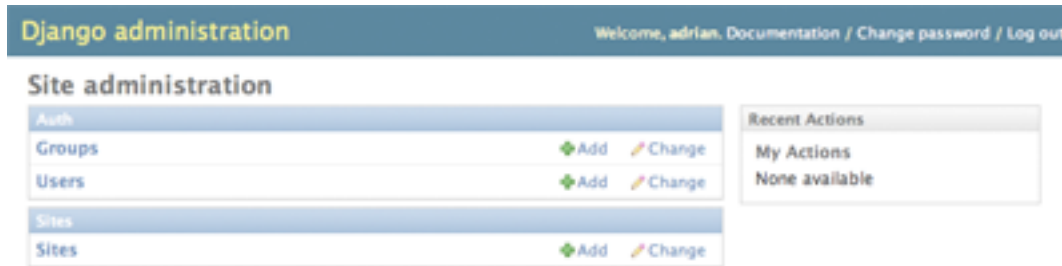 Django administration
Welcome, adrian. Documentation / Change password / Log out
Site administration
Auth
Groups Add Change
Users Add Change
Sites
Sites Add Change
Recent Actions
My Actions
None available